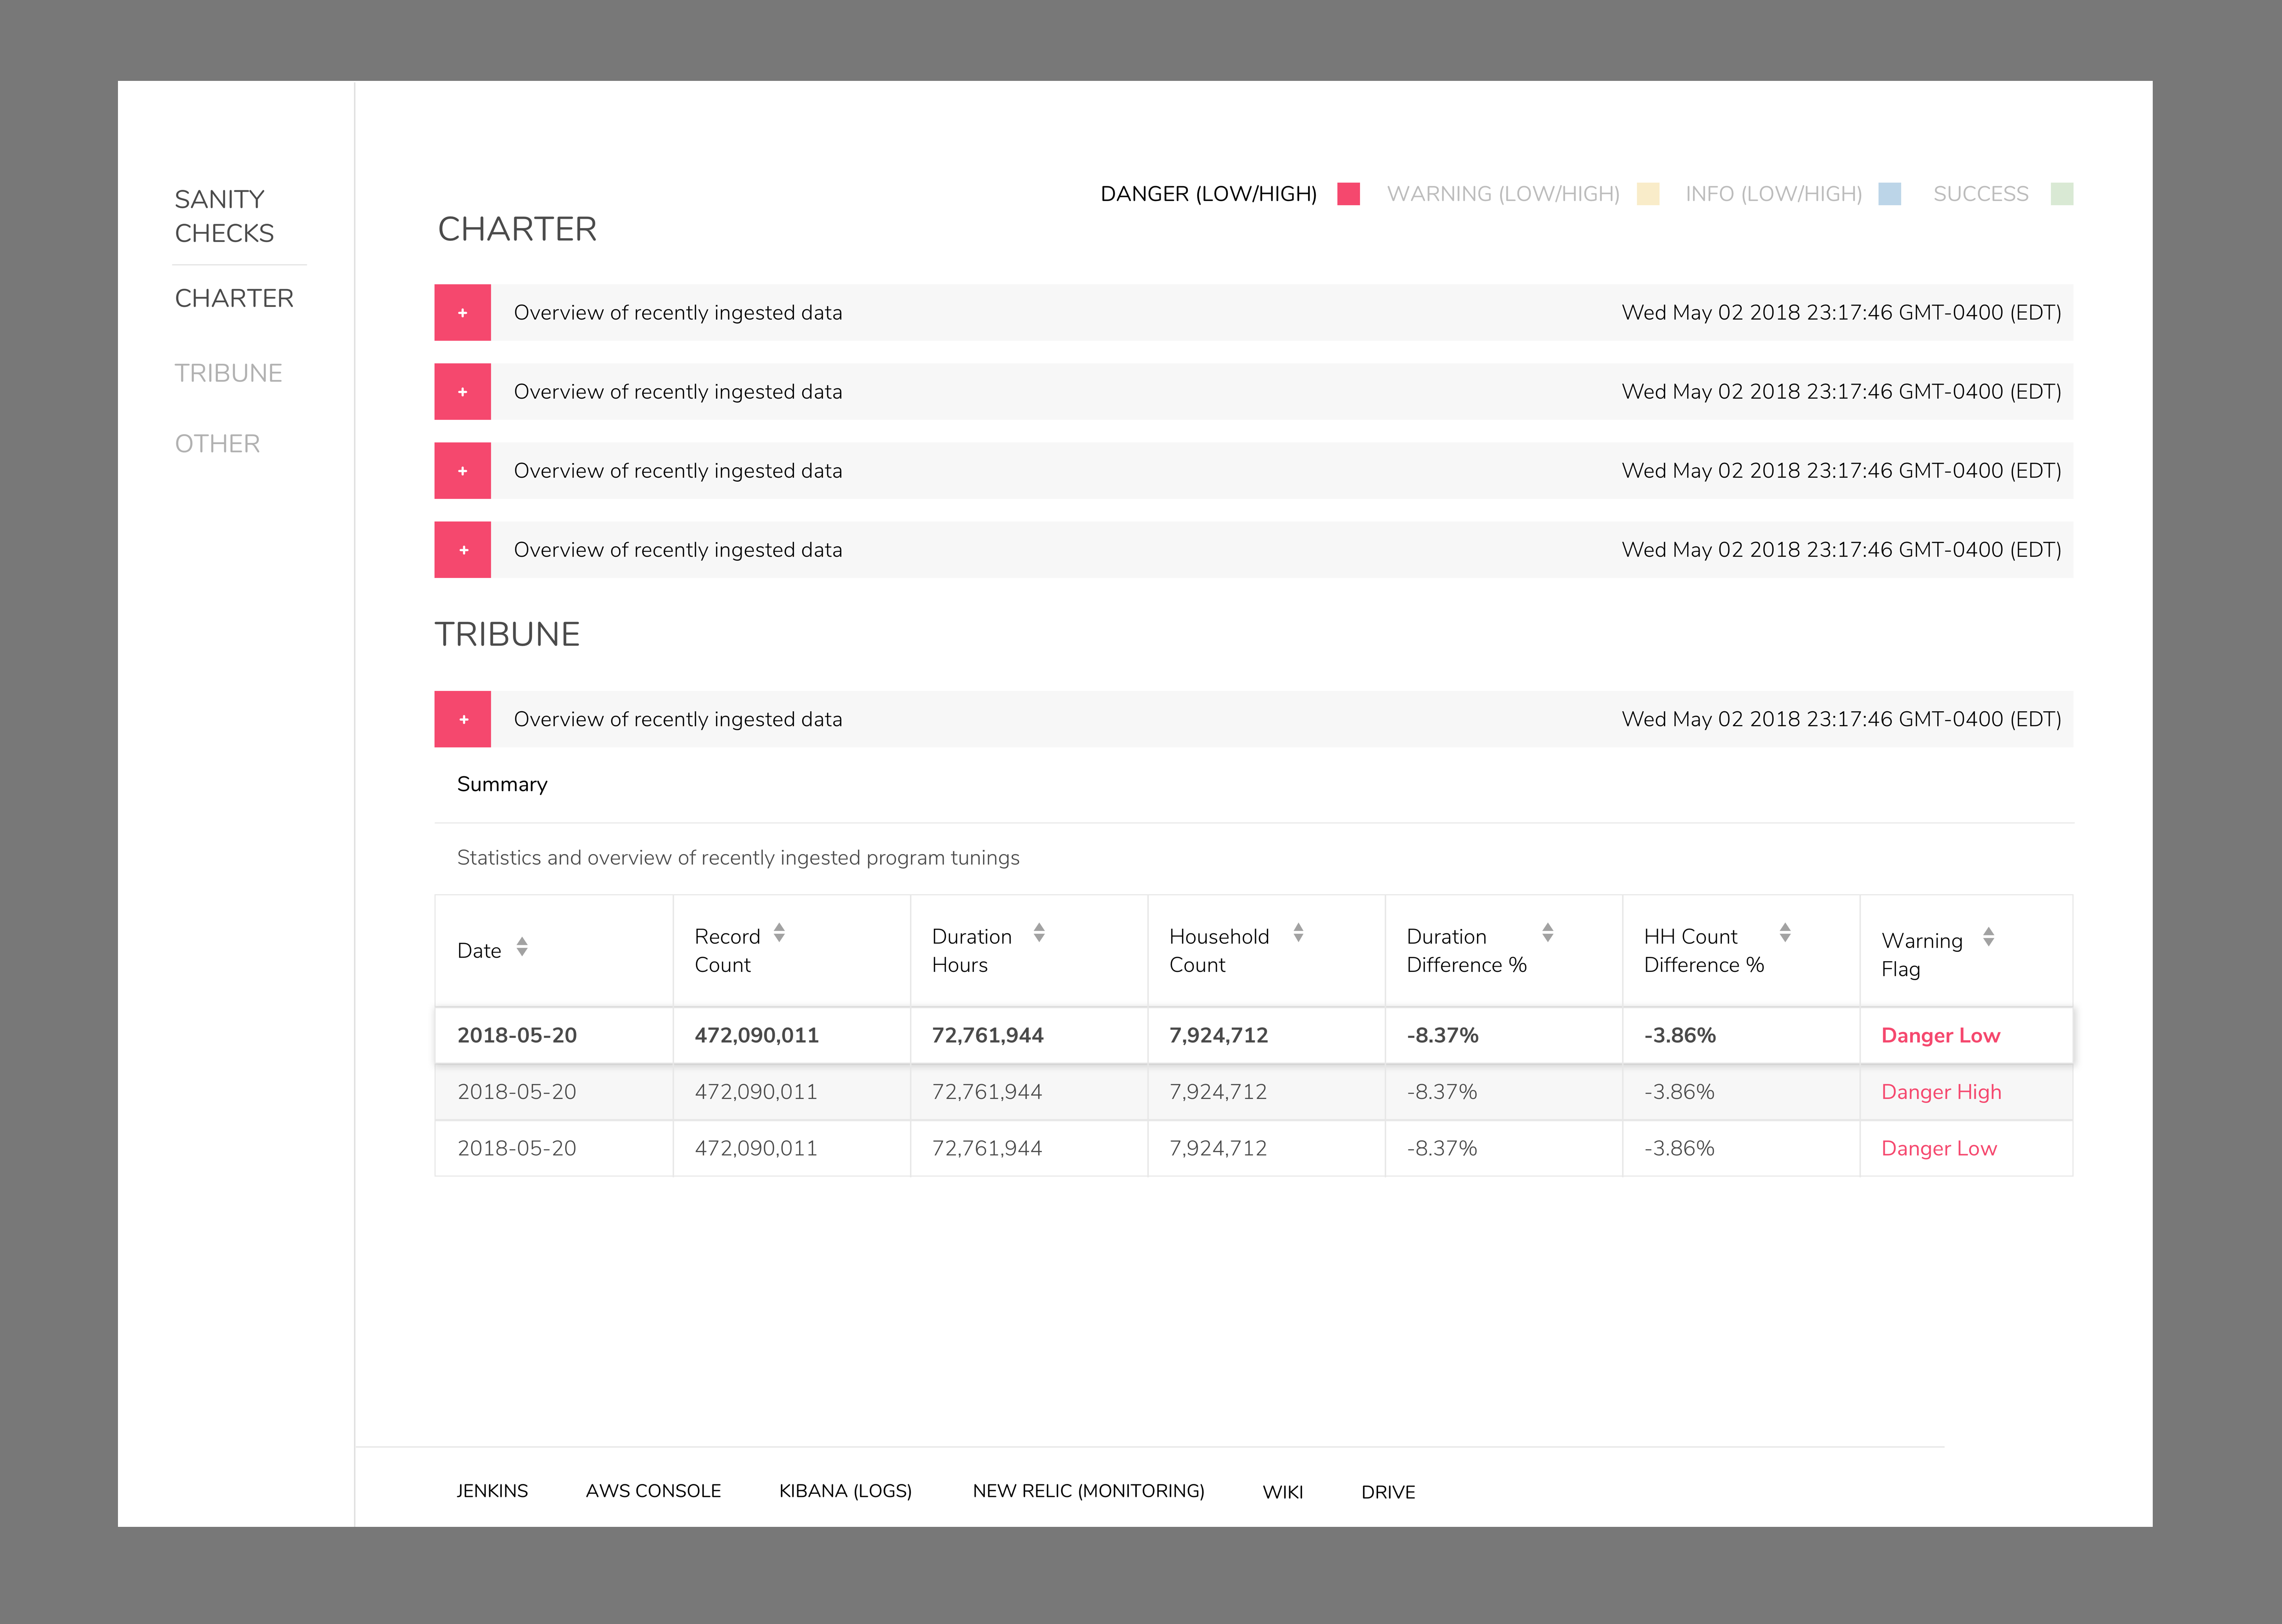 SANITY
CHECKS
CHARTER
TRIBUNE
OTHER
DANGER (LOW/HIGH) WARNING (LOW/HIGH) INFO (LOW/HIGH) SUCCESS
CHARTER
+ Overview of recently ingested data Wed May 02 2018 23:17:46 GMT-0400 (EDT)
+ Overview of recently ingested data Wed May 02 2018 23:17:46 GMT-0400 (EDT)
+ Overview of recently ingested data Wed May 02 2018 23:17:46 GMT-0400 (EDT)
+ Overview of recently ingested data Wed May 02 2018 23:17:46 GMT-0400 (EDT)
TRIBUNE
+ Overview of recently ingested data Wed May 02 2018 23:17:46 GMT-0400 (EDT)
Summary
Statistics and overview of recently ingested program tunings
Date
Record
Count
Duration
Hours
Household
Count
Duration
Difference %
HH Count
Difference %
Warning
Flag
2018-05-20 472,090,011 72,761,944 7,924,712 -8.37% -3.86% Danger Low
2018-05-20 472,090,011 72,761,944 7,924,712 -8.37% -3.86% Danger High
2018-05-20 472,090,011 72,761,944 7,924,712 -8.37% -3.86% Danger Low
JENKINS AWS CONSOLE KIBANA (LOGS) NEW RELIC (MONITORING) WIKI DRIVE